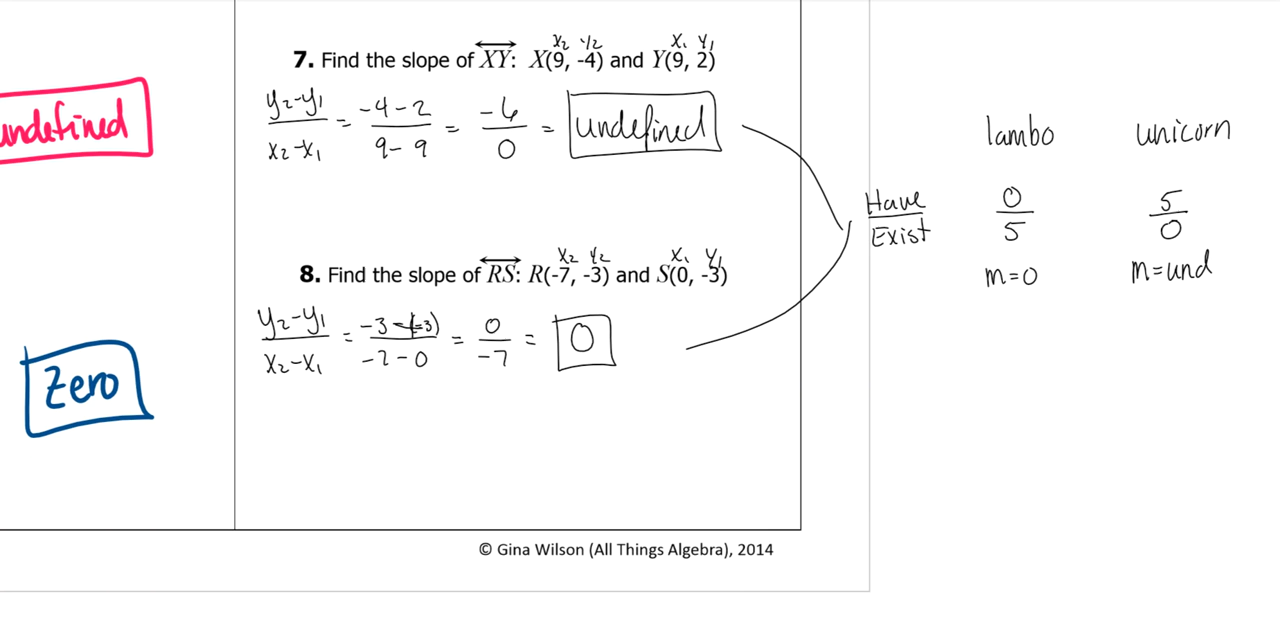 undefined
Zero
X₂ Y₂ X₁ Y₁
7. Find the slope of XY: X(9, -4) and Y(9, 2)
y₂-y₁ / x₂-x₁ = -4-2 / 9-9 = -6 / 0 = undefined
X₂ Y₂ X₁ Y₁
8. Find the slope of RS: R(-7, -3) and S(0, -3)
y₂-y₁ / x₂-x₁ = -3-(-3) / -7-0 = 0 / -7 = 0
© Gina Wilson (All Things Algebra), 2014
lambo unicorn
Have / Exist 0 / 5 5 / 0
m=0 m=und